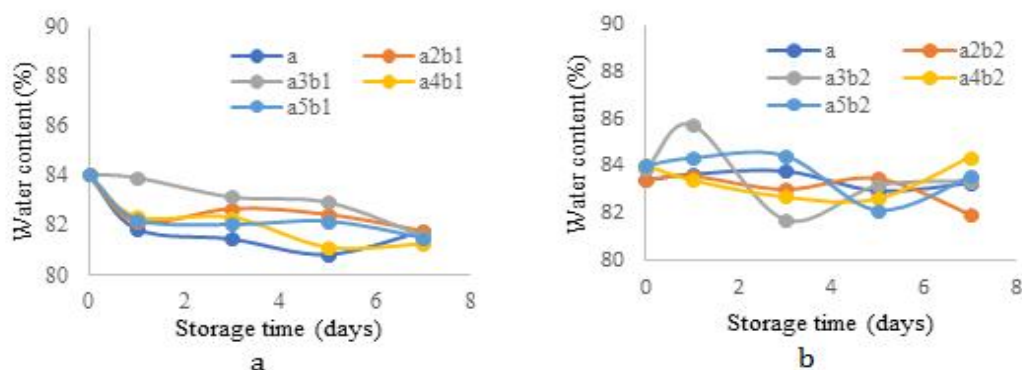 90
88
86
84
82
80
Water content(%)
a a2b1
a3b1 a4b1
a5b1
0 2 4 6 8
Storage time (days)
a
90
88
86
84
82
80
Water content(%)
a a2b2
a3b2 a4b2
a5b2
0 2 4 6 8
Storage time (days)
b